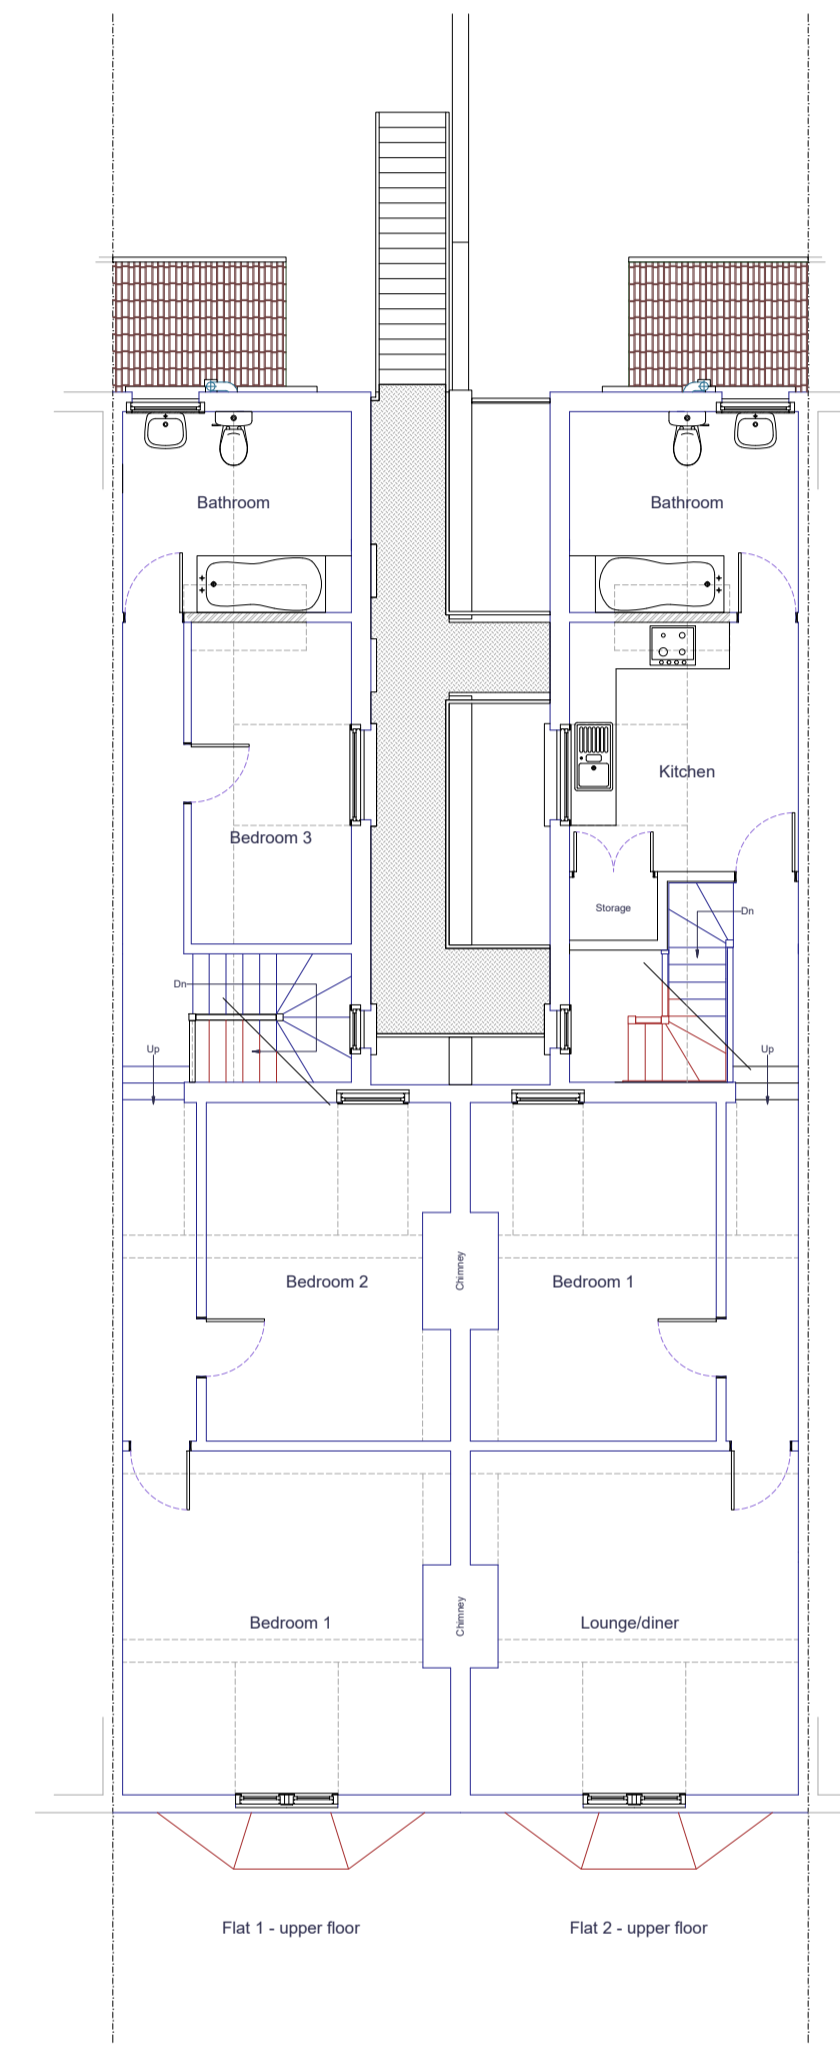 Bathroom
Bathroom
Kitchen
Bedroom 3
Storage
Dn
Dn
Up
Up
Chimney
Bedroom 2
Bedroom 1
Chimney
Bedroom 1
Lounge/diner
Flat 1 - upper floor
Flat 2 - upper floor